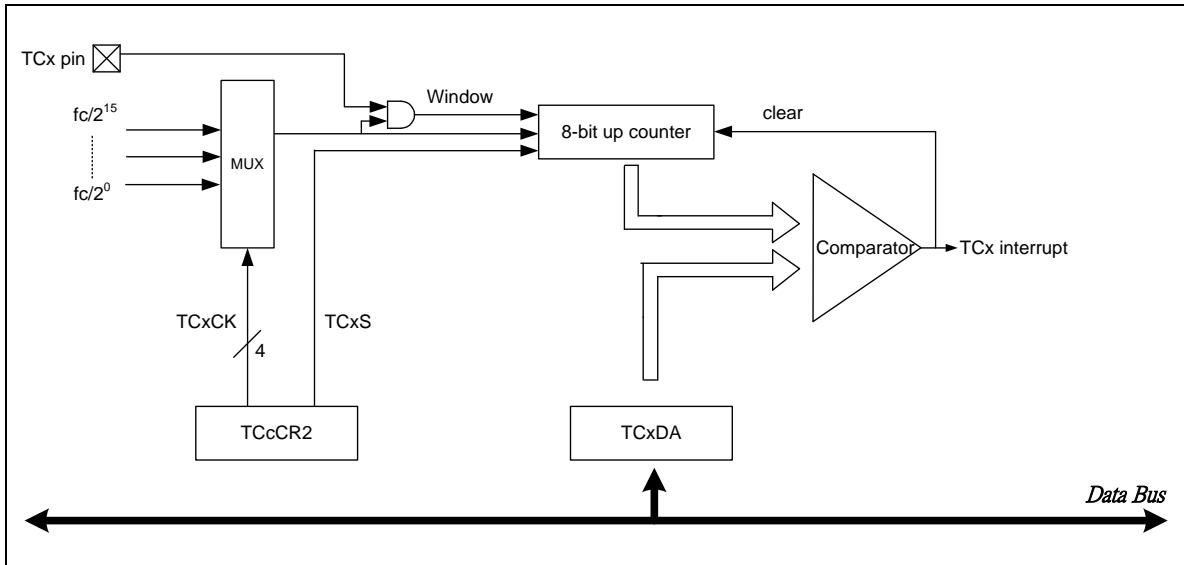 TCx pin
Window
fc/2^15
8-bit up counter
clear
MUX
fc/2^0
Comparator
TCx interrupt
TCxCK
TCxS
4
TCcCR2
TCxDA
Data Bus